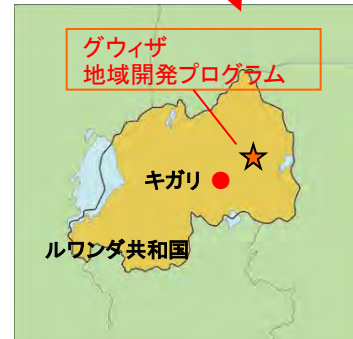 グウィザ
地域開発プログラム
キガリ
ルワンダ共和国